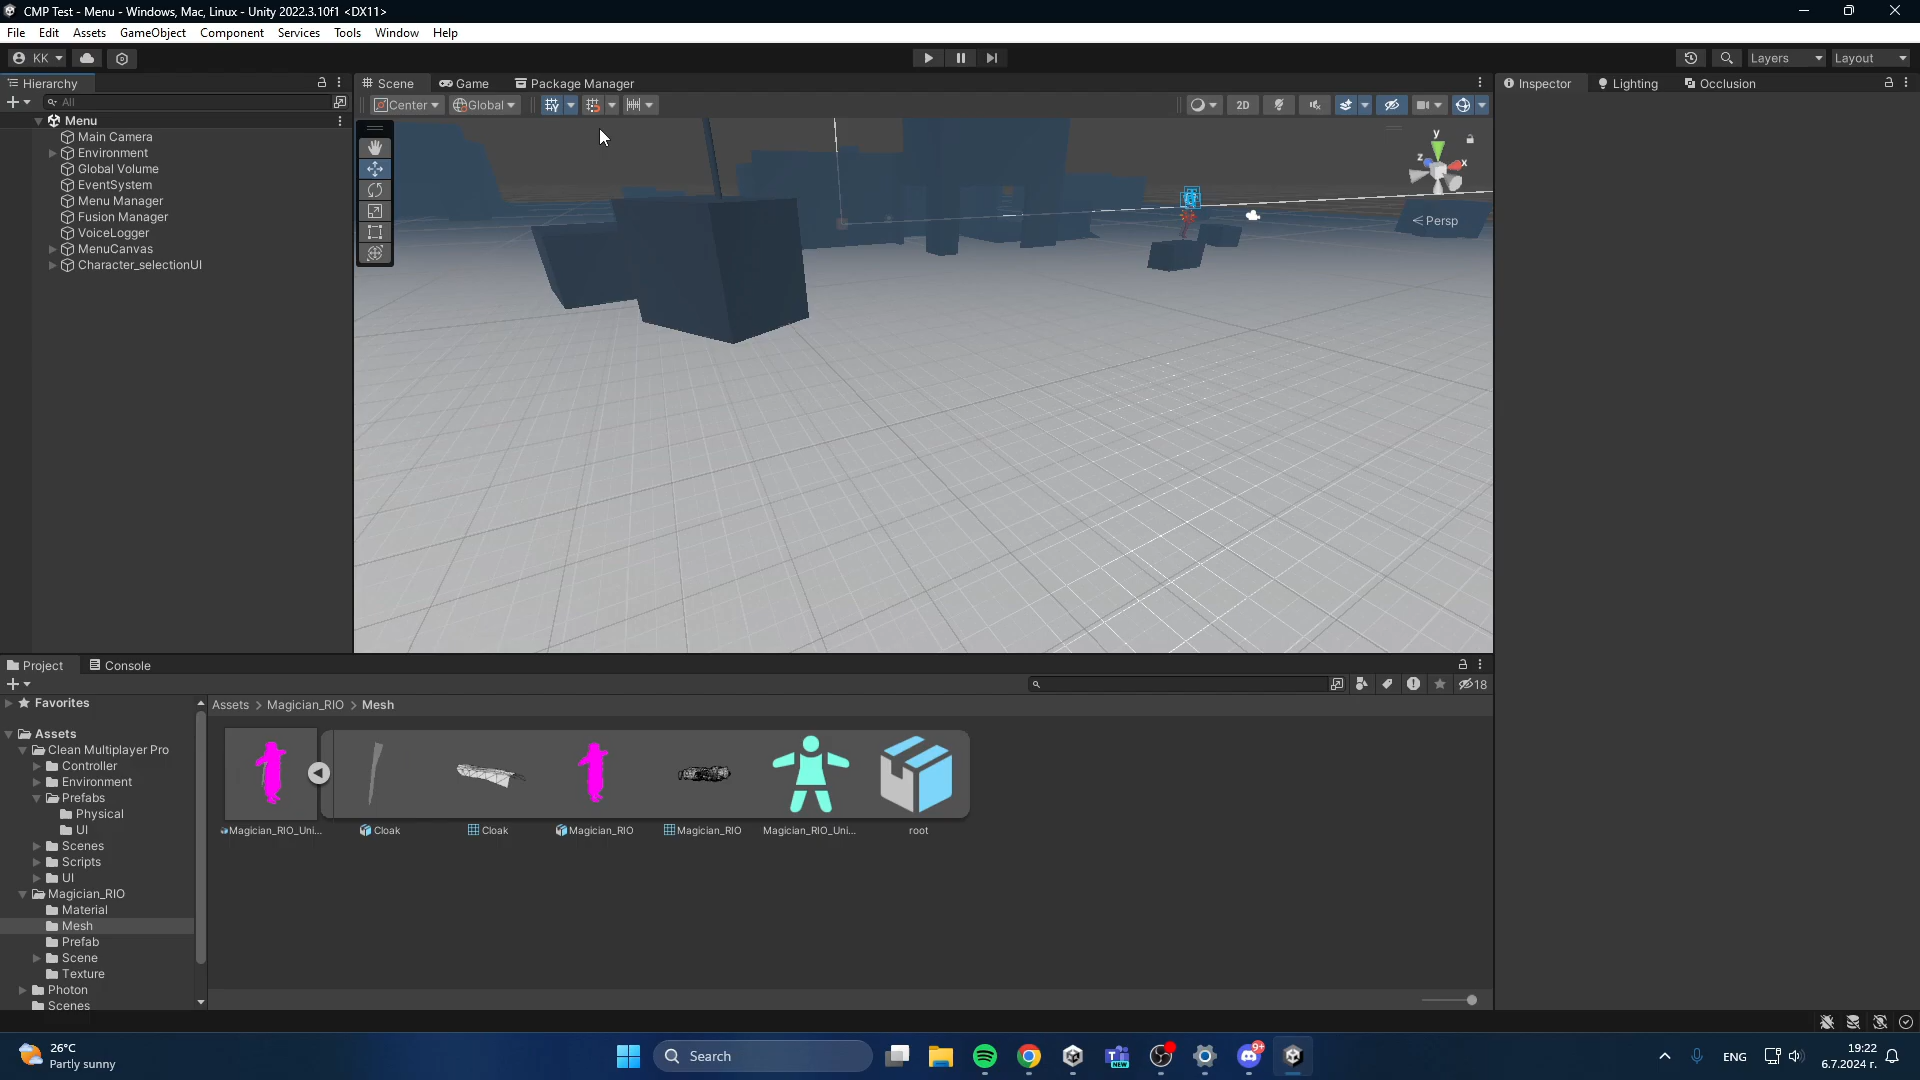 CMP Test - Menu - Windows, Mac, Linux - Unity 2022.3.10f1 <DX11>
File Edit Assets GameObject Component Services Tools Window Help
KK Layers Layout
Hierarchy
All
Menu
Main Camera
Environment
Global Volume
EventSystem
Menu Manager
Fusion Manager
VoiceLogger
MenuCanvas
Character_selectionUI
Scene Game Package Manager
Center Global 2D
y
z x
Persp
Inspector Lighting Occlusion
Project Console
18
Favorites
Assets
Clean Multiplayer Pro
Controller
Environment
Prefabs
Physical
UI
Scenes
Scripts
UI
Magician_RIO
Material
Mesh
Prefab
Scene
Texture
Photon
Scenes
Assets > Magician_RIO > Mesh
Magician_RIO_Uni... Cloak Cloak Magician_RIO Magician_RIO Magician_RIO_Uni... root
26°C
Partly sunny
Search
NEW
9+
ENG
19:22
6.7.2024 г.